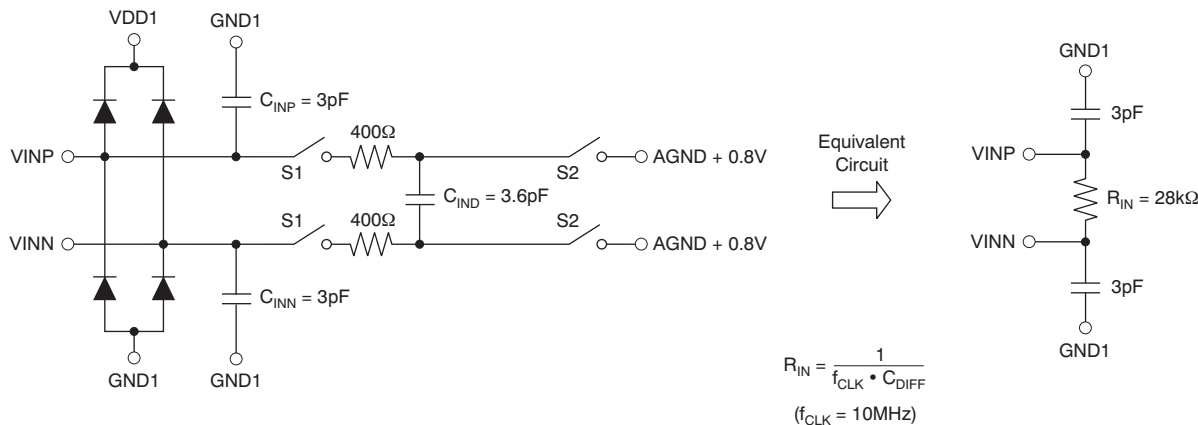 VDD1
GND1
C_INP = 3pF
400Ω
VINP
S1
S2
AGND + 0.8V
C_IND = 3.6pF
400Ω
VINN
S1
S2
AGND + 0.8V
C_INN = 3pF
GND1
GND1
Equivalent
Circuit
GND1
3pF
VINP
R_IN = 28kΩ
VINN
3pF
GND1
R_IN = 1 / (f_CLK • C_DIFF)
(f_CLK = 10MHz)